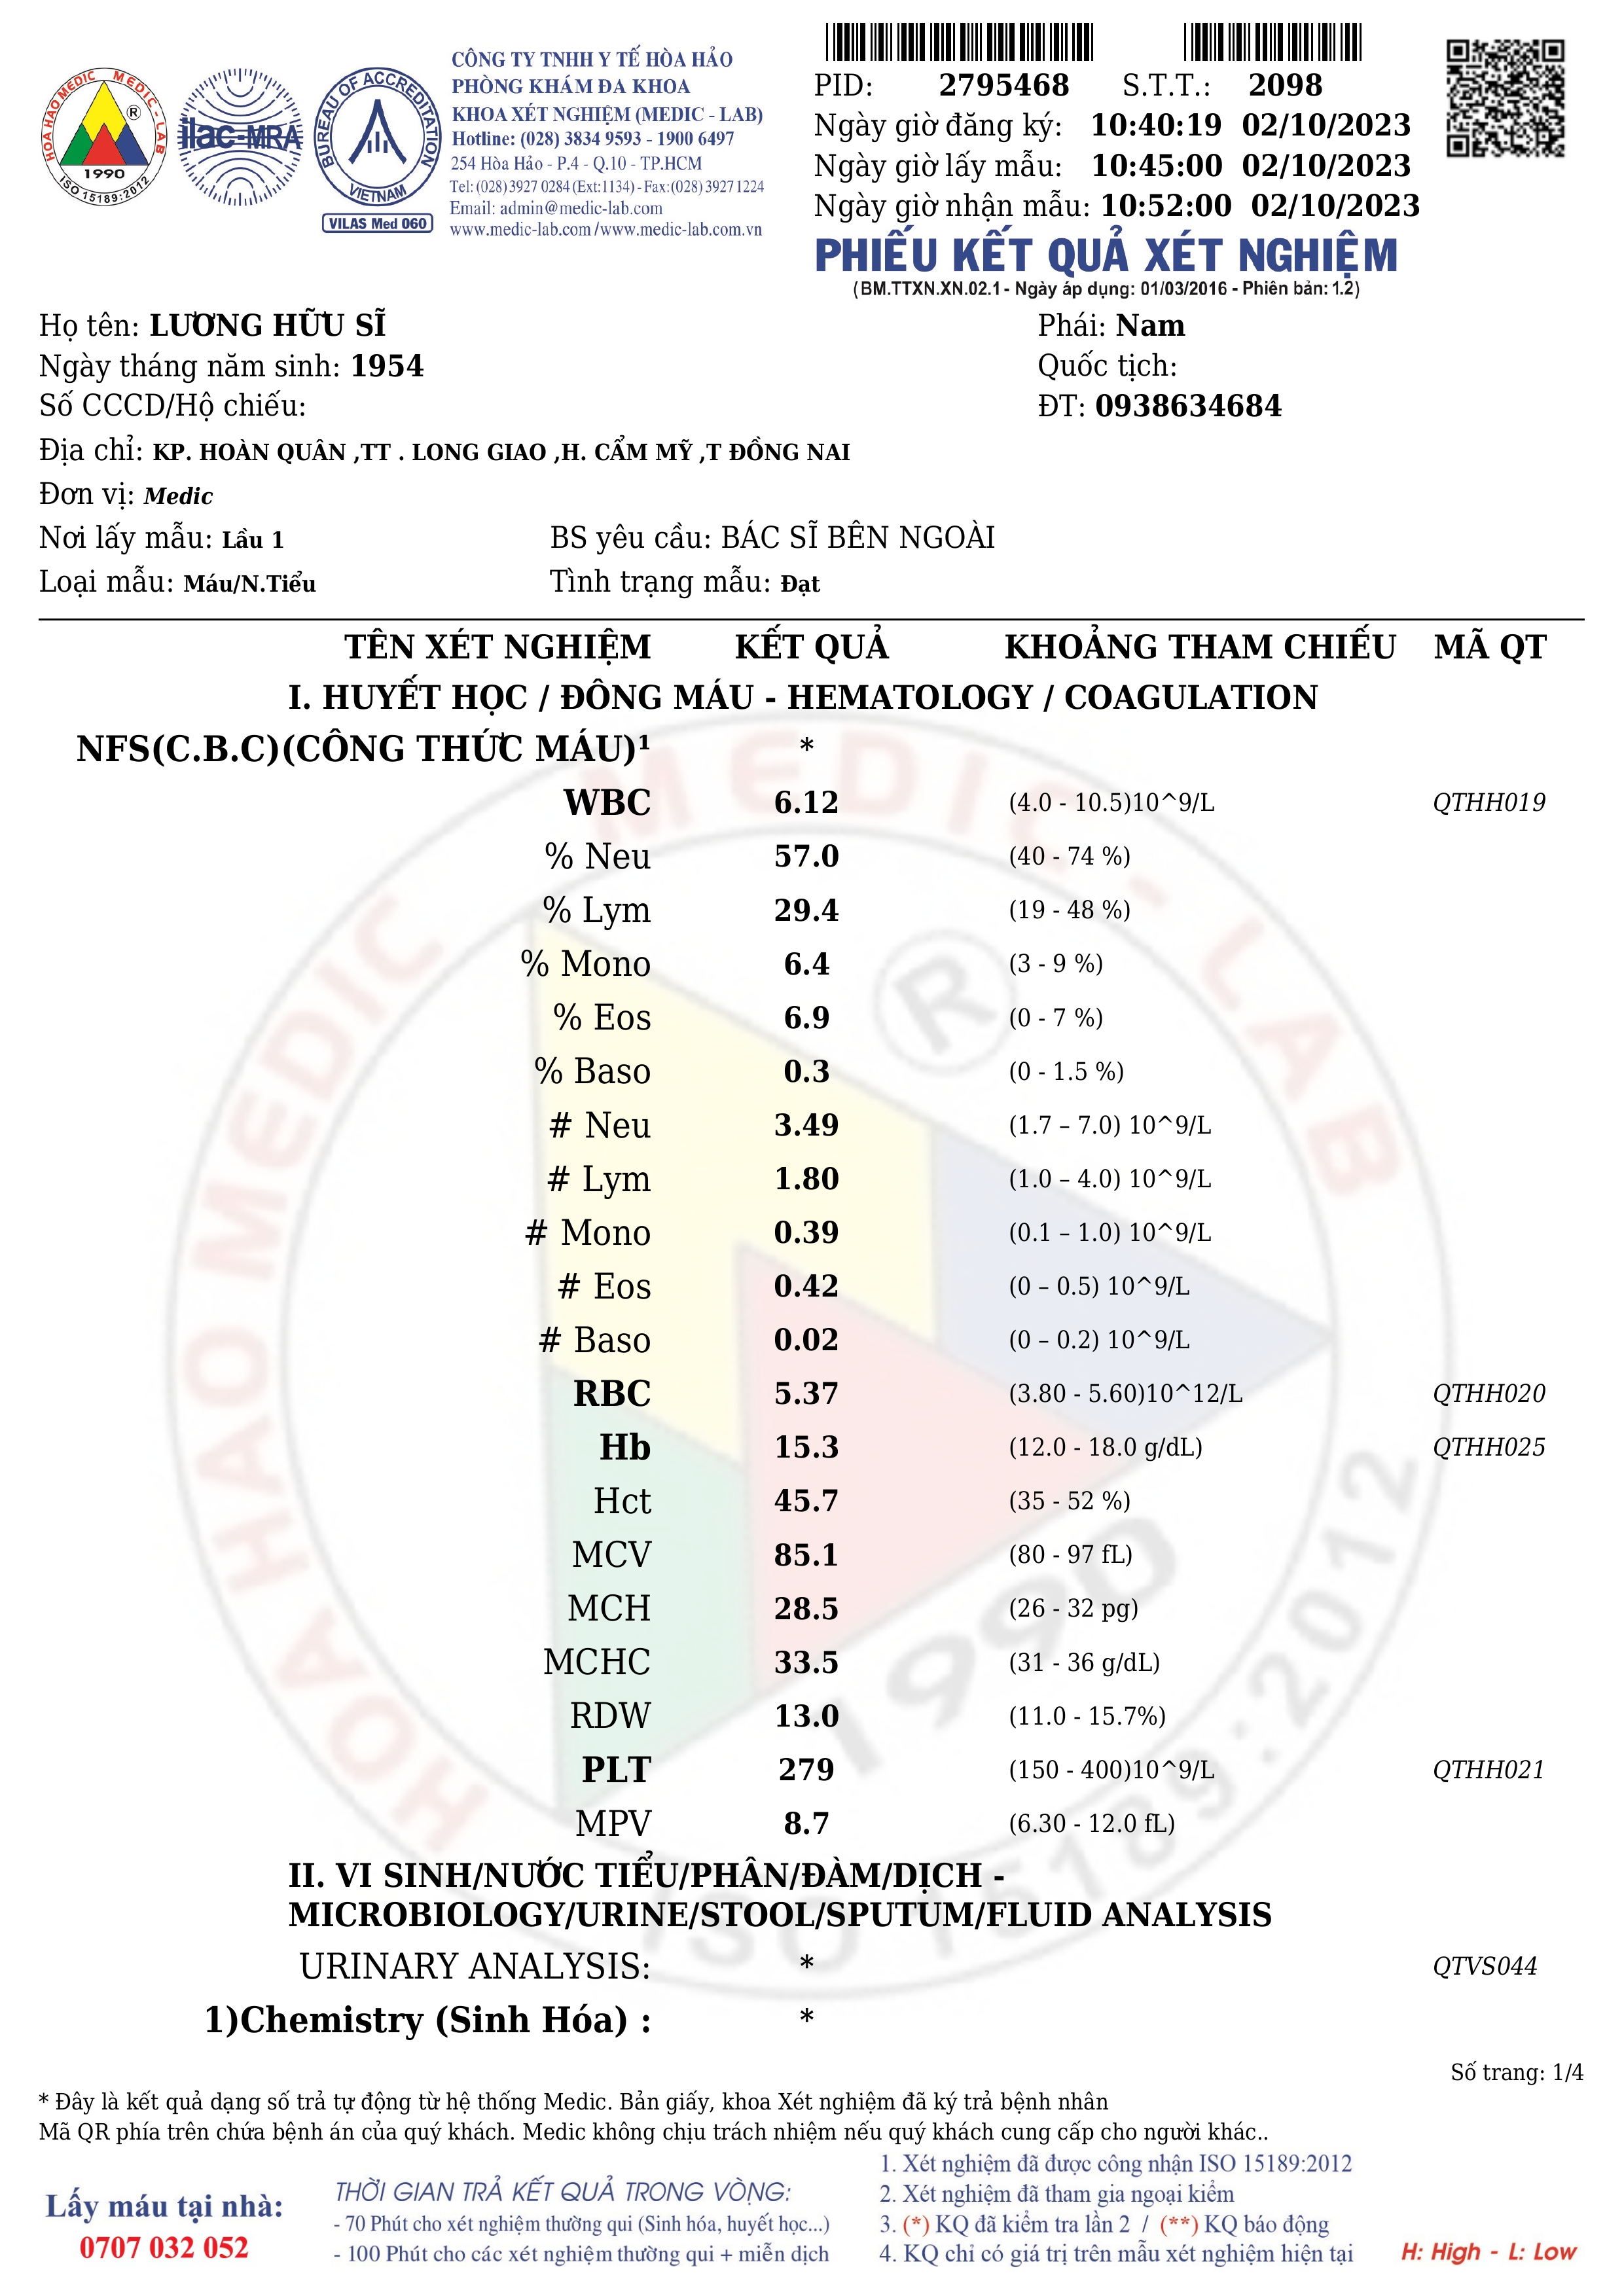 HOA HAO MEDIC MEDIC - LAB
®
1990
ISO 15189:2012
ilac-MRA
BUREAU OF ACCREDITATION
VIETNAM
VILAS Med 060
CÔNG TY TNHH Y TẾ HÒA HẢO
PHÒNG KHÁM ĐA KHOA
KHOA XÉT NGHIỆM (MEDIC - LAB)
Hotline: (028) 3834 9593 - 1900 6497
254 Hòa Hảo - P.4 - Q.10 - TP.HCM
Tel: (028) 3927 0284 (Ext:1134) - Fax: (028) 3927 1224
Email: admin@medic-lab.com
www.medic-lab.com /www.medic-lab.com.vn
PID: 2795468 S.T.T.: 2098
Ngày giờ đăng ký: 10:40:19 02/10/2023
Ngày giờ lấy mẫu: 10:45:00 02/10/2023
Ngày giờ nhận mẫu: 10:52:00 02/10/2023
PHIẾU KẾT QUẢ XÉT NGHIỆM
(BM.TTXN.XN.02.1- Ngày áp dụng: 01/03/2016 - Phiên bản: 1.2)
Họ tên: LƯƠNG HỮU SĨ Phái: Nam
Ngày tháng năm sinh: 1954 Quốc tịch:
Số CCCD/Hộ chiếu: ĐT: 0938634684
Địa chỉ: KP. HOÀN QUÂN ,TT . LONG GIAO ,H. CẨM MỸ ,T ĐỒNG NAI
Đơn vị: Medic
Nơi lấy mẫu: Lầu 1 BS yêu cầu: BÁC SĨ BÊN NGOÀI
Loại mẫu: Máu/N.Tiểu Tình trạng mẫu: Đạt
TÊN XÉT NGHIỆM KẾT QUẢ KHOẢNG THAM CHIẾU MÃ QT
I. HUYẾT HỌC / ĐÔNG MÁU - HEMATOLOGY / COAGULATION
NFS(C.B.C)(CÔNG THỨC MÁU)¹ *
WBC 6.12 (4.0 - 10.5)10^9/L QTHH019
% Neu 57.0 (40 - 74 %)
% Lym 29.4 (19 - 48 %)
% Mono 6.4 (3 - 9 %)
% Eos 6.9 (0 - 7 %)
% Baso 0.3 (0 - 1.5 %)
# Neu 3.49 (1.7 – 7.0) 10^9/L
# Lym 1.80 (1.0 – 4.0) 10^9/L
# Mono 0.39 (0.1 – 1.0) 10^9/L
# Eos 0.42 (0 – 0.5) 10^9/L
# Baso 0.02 (0 – 0.2) 10^9/L
RBC 5.37 (3.80 - 5.60)10^12/L QTHH020
Hb 15.3 (12.0 - 18.0 g/dL) QTHH025
Hct 45.7 (35 - 52 %)
MCV 85.1 (80 - 97 fL)
MCH 28.5 (26 - 32 pg)
MCHC 33.5 (31 - 36 g/dL)
RDW 13.0 (11.0 - 15.7%)
PLT 279 (150 - 400)10^9/L QTHH021
MPV 8.7 (6.30 - 12.0 fL)
II. VI SINH/NƯỚC TIỂU/PHÂN/ĐÀM/DỊCH -
MICROBIOLOGY/URINE/STOOL/SPUTUM/FLUID ANALYSIS
URINARY ANALYSIS: * QTVS044
1)Chemistry (Sinh Hóa) : *
HOA HAO MEDIC MEDIC - LAB
®
1990
ISO 15189:2012
Số trang: 1/4
* Đây là kết quả dạng số trả tự động từ hệ thống Medic. Bản giấy, khoa Xét nghiệm đã ký trả bệnh nhân
Mã QR phía trên chứa bệnh án của quý khách. Medic không chịu trách nhiệm nếu quý khách cung cấp cho người khác..
Lấy máu tại nhà:
0707 032 052
THỜI GIAN TRẢ KẾT QUẢ TRONG VÒNG:
- 70 Phút cho xét nghiệm thường qui (Sinh hóa, huyết học...)
- 100 Phút cho các xét nghiệm thường qui + miễn dịch
1. Xét nghiệm đã được công nhận ISO 15189:2012
2. Xét nghiệm đã tham gia ngoại kiểm
3. (*) KQ đã kiểm tra lần 2 / (**) KQ báo động
4. KQ chỉ có giá trị trên mẫu xét nghiệm hiện tại
H: High - L: Low